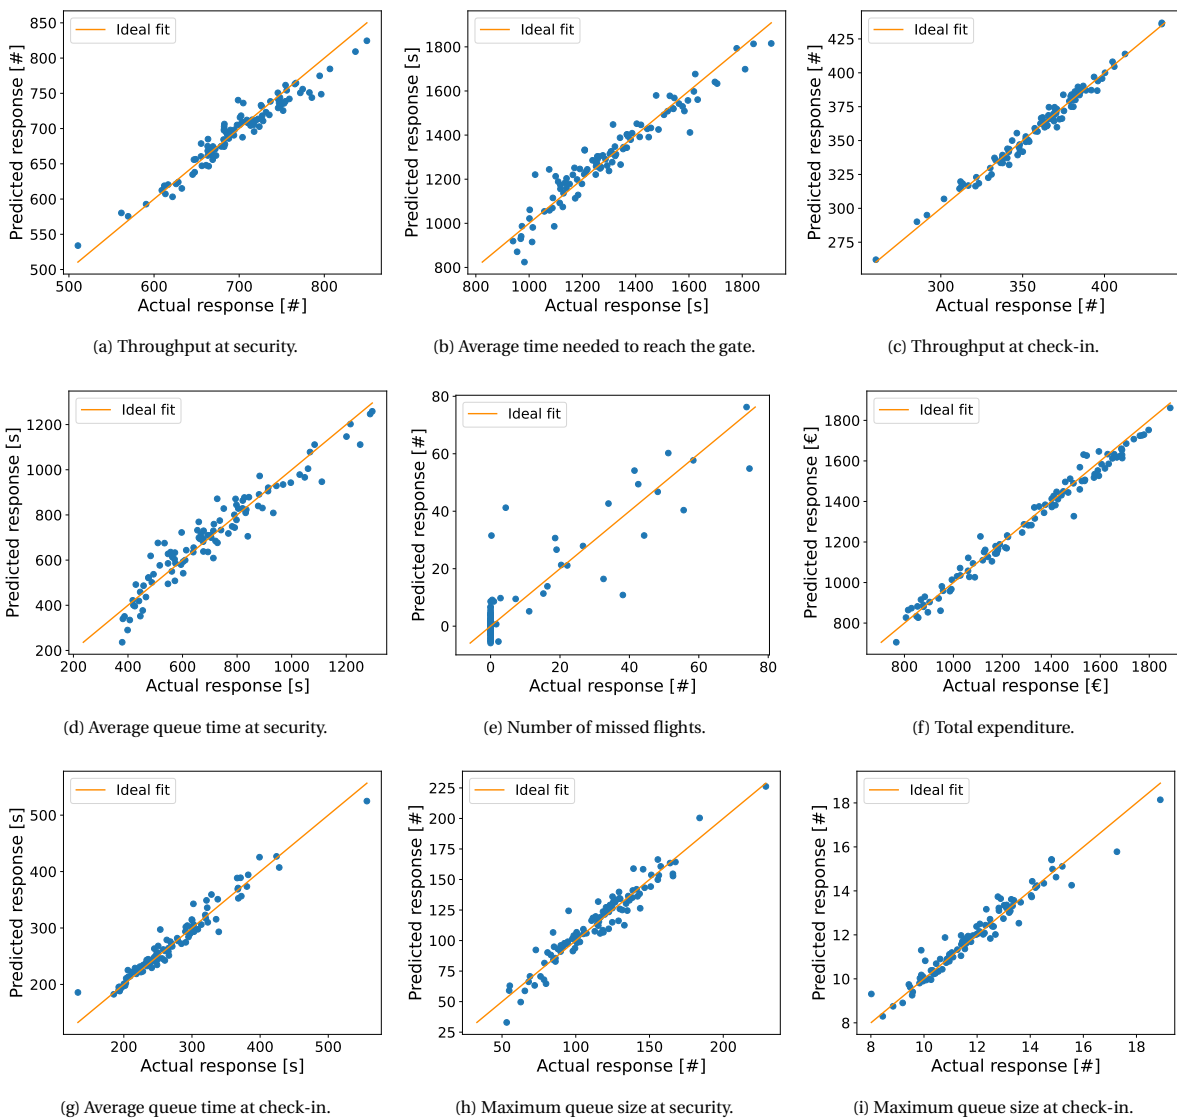 850
800
750
700
650
600
550
500
Predicted response [#]
Ideal fit
500 600 700 800
Actual response [#]
(a) Throughput at security.
1800
1600
1400
1200
1000
800
Predicted response [s]
Ideal fit
800 1000 1200 1400 1600 1800
Actual response [s]
(b) Average time needed to reach the gate.
425
400
375
350
325
300
275
Predicted response [#]
Ideal fit
300 350 400
Actual response [#]
(c) Throughput at check-in.
1200
1000
800
600
400
200
Predicted response [s]
Ideal fit
200 400 600 800 1000 1200
Actual response [s]
(d) Average queue time at security.
80
60
40
20
0
Predicted response [#]
Ideal fit
0 20 40 60 80
Actual response [#]
(e) Number of missed flights.
1800
1600
1400
1200
1000
800
Predicted response [€]
Ideal fit
800 1000 1200 1400 1600 1800
Actual response [€]
(f) Total expenditure.
500
400
300
200
Predicted response [s]
Ideal fit
200 300 400 500
Actual response [s]
(g) Average queue time at check-in.
225
200
175
150
125
100
75
50
25
Predicted response [#]
Ideal fit
50 100 150 200
Actual response [#]
(h) Maximum queue size at security.
18
16
14
12
10
8
Predicted response [#]
Ideal fit
8 10 12 14 16 18
Actual response [#]
(i) Maximum queue size at check-in.